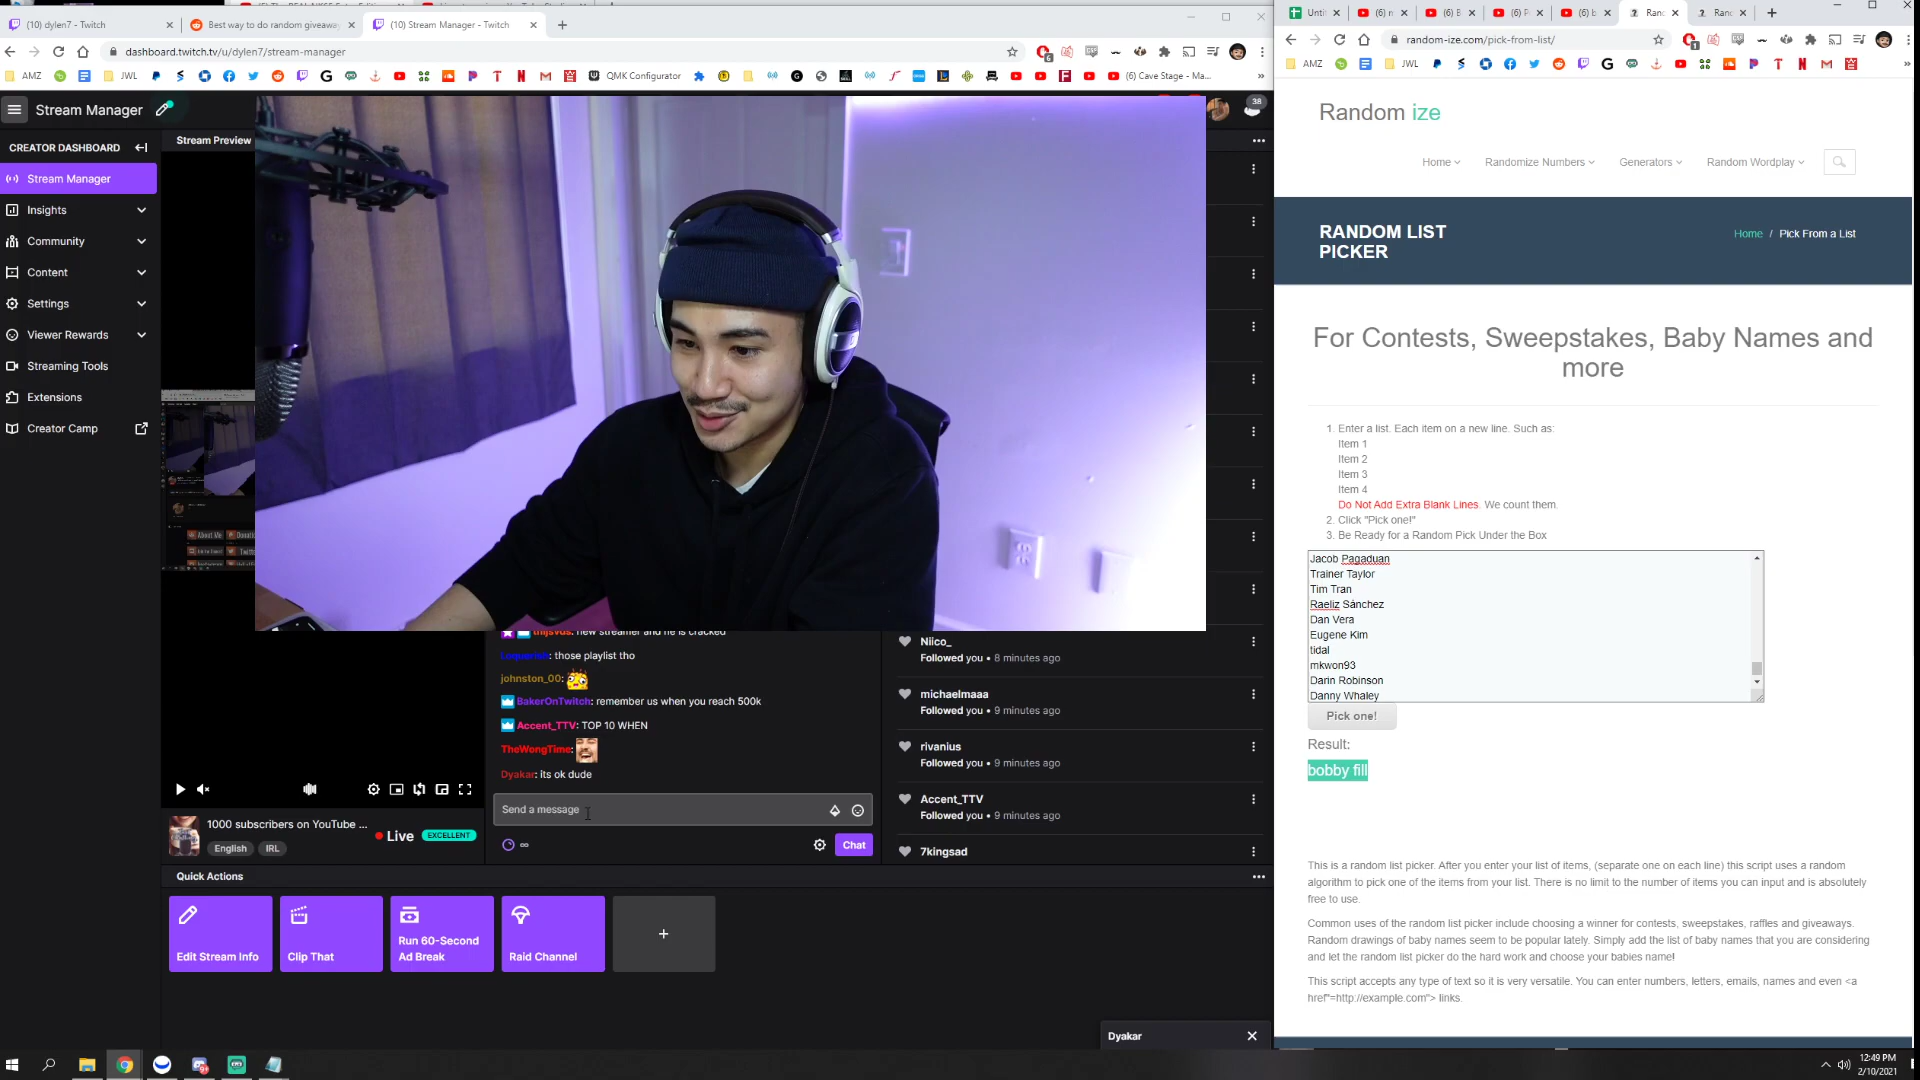 (10) dylen7 - Twitch
Best way to do random giveaway
(10) Stream Manager - Twitch
dashboard.twitch.tv/u/dylen7/stream-manager
AMZ
JWL
QMK Configurator
(6) Cave Stage - Ma...
Stream Manager
38
CREATOR DASHBOARD
Stream Preview
Stream Manager
Insights
Community
Content
Settings
Viewer Rewards
Streaming Tools
Extensions
Creator Camp
thijsvds: new streamer and he is cracked
: those playlist tho
johnston_00:
BakerOnTwitch: remember us when you reach 500k
Accent_TTV: TOP 10 WHEN
TheWongTime:
Dyakar: its ok dude
Send a message
Chat
Niico_
Followed you • 8 minutes ago
michaelmaaa
Followed you • 9 minutes ago
rivanius
Followed you • 9 minutes ago
Accent_TTV
Followed you • 9 minutes ago
7kingsad
1000 subscribers on YouTube ...
English
IRL
Live
EXCELLENT
Quick Actions
Edit Stream Info
Clip That
Run 60-Second Ad Break
Raid Channel
Dyakar
random-ize.com/pick-from-list/
AMZ
JWL
Random ize
Home
Randomize Numbers
Generators
Random Wordplay
RANDOM LIST
PICKER
Home / Pick From a List
For Contests, Sweepstakes, Baby Names and
more
1. Enter a list. Each item on a new line. Such as:
Item 1
Item 2
Item 3
Item 4
Do Not Add Extra Blank Lines. We count them.
2. Click "Pick one!"
3. Be Ready for a Random Pick Under the Box
Jacob Pagaduan
Trainer Taylor
Tim Tran
Raeliz Sánchez
Dan Vera
Eugene Kim
tidal
mkwon93
Darin Robinson
Danny Whaley
Pick one!
Result:
bobby fill
This is a random list picker. After you enter your list of items, (separate one on each line) this script uses a random
algorithm to pick one of the items from your list. There is no limit to the number of items you can input and is absolutely
free to use.
Common uses of the random list picker include choosing a winner for contests, sweepstakes, raffles and giveaways.
Random drawings of baby names seem to be popular lately. Simply add the list of baby names that you are considering
and let the random list picker do the hard work and choose your babies name!
This script accepts any type of text so it is very versatile. You can enter numbers, letters, emails, names and even <a
href"=http://example.com"> links.
12:49 PM
2/10/2021